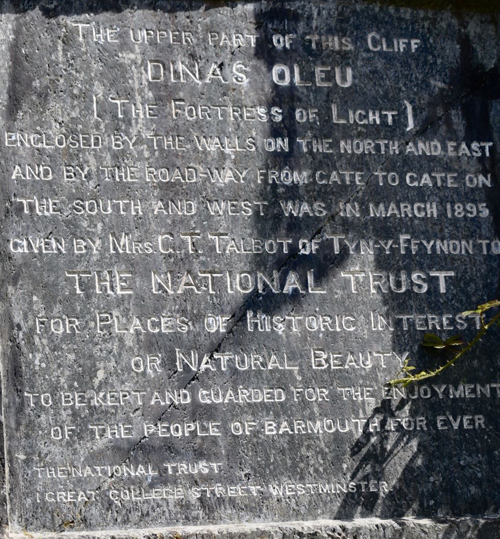 THE UPPER PART OF THIS CLIFF
DINAS OLEU
[THE FORTRESS OF LIGHT]
ENCLOSED BY THE WALLS ON THE NORTH AND EAST
AND BY THE ROAD-WAY FROM GATE TO GATE ON
THE SOUTH AND WEST WAS IN MARCH 1895
GIVEN BY MRS C.T. TALBOT OF TYN-Y-FFYNON TO
THE NATIONAL TRUST
FOR PLACES OF HISTORIC INTEREST
OR NATURAL BEAUTY
TO BE KEPT AND GUARDED FOR THE ENJOYMENT
OF THE PEOPLE OF BARMOUTH FOR EVER
THE NATIONAL TRUST
1 GREAT COLLEGE STREET WESTMINSTER